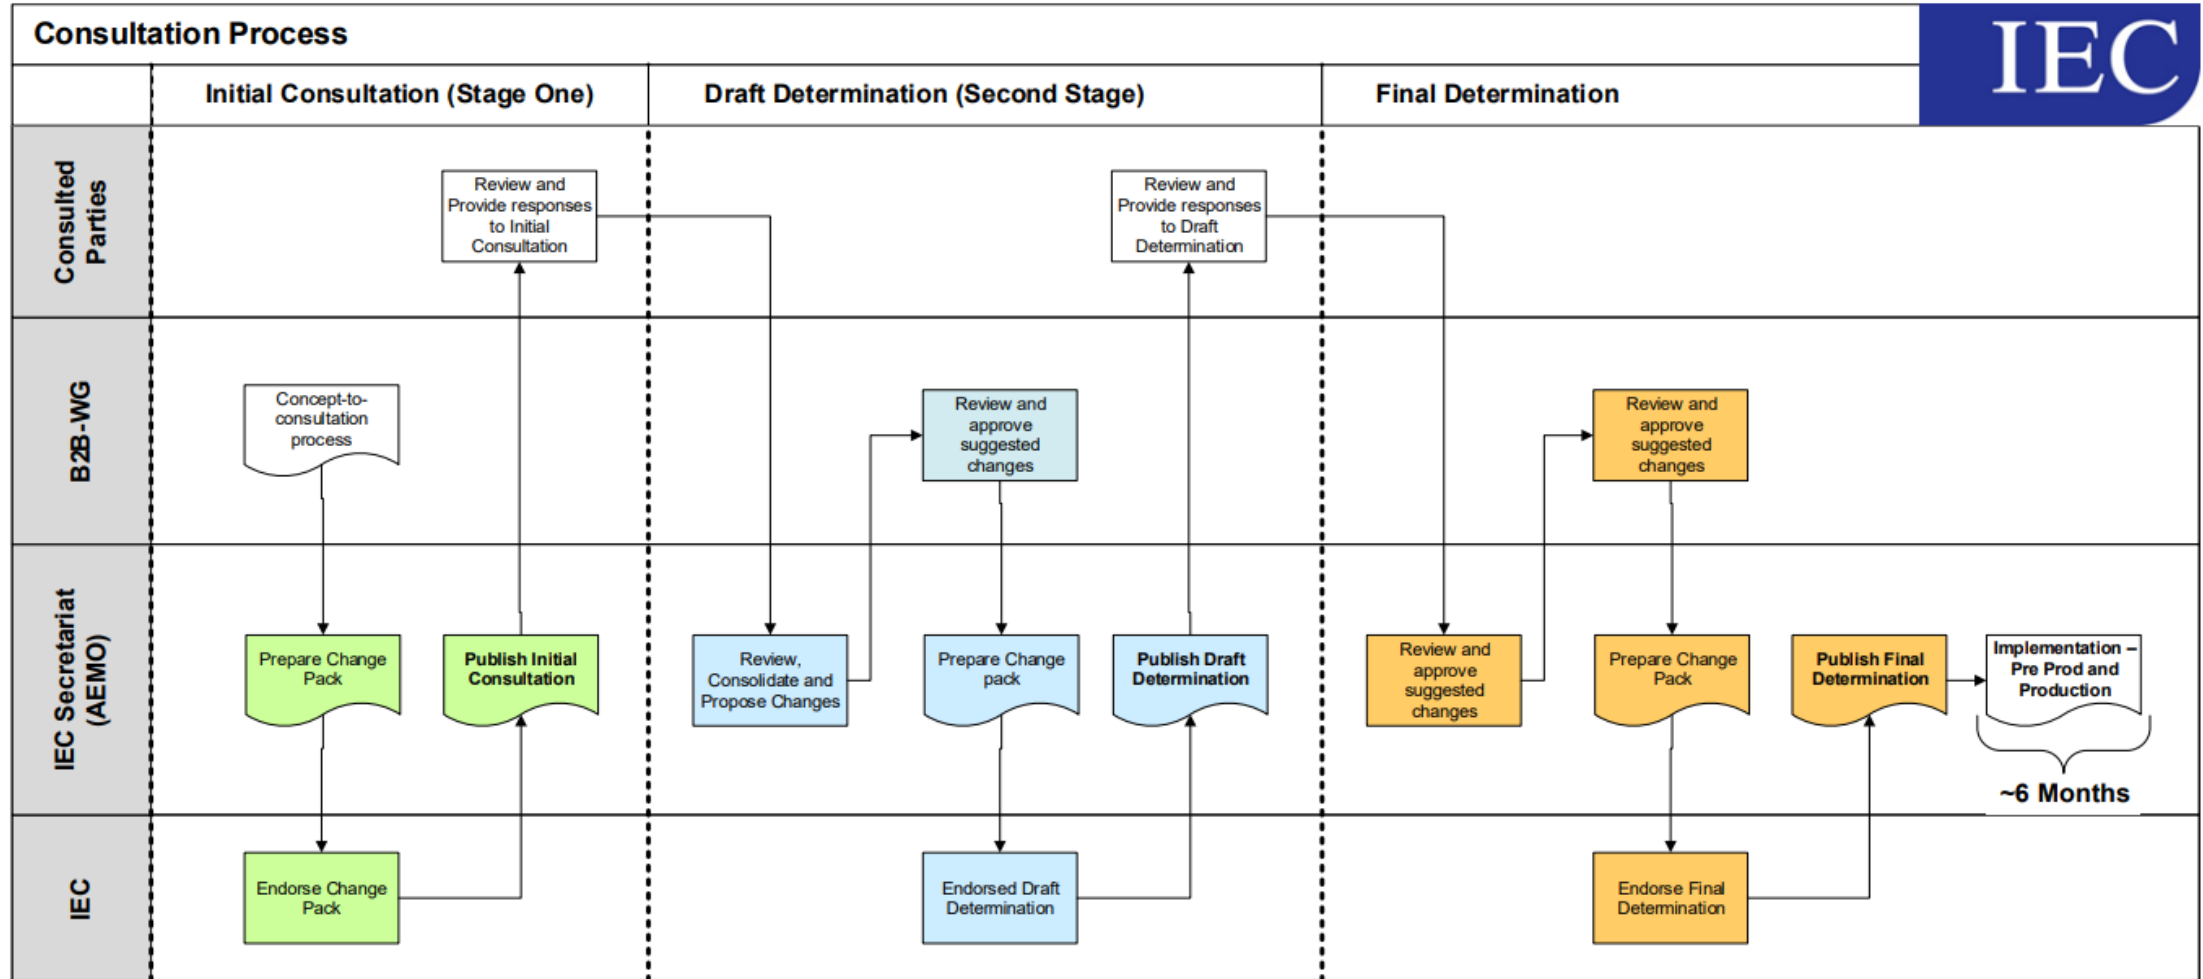 Consultation Process
IEC
Initial Consultation (Stage One)
Draft Determination (Second Stage)
Final Determination
Consulted
Parties
Review and
Provide responses
to Initial
Consultation
Review and
Provide responses
to Draft
Determination
B2B-WG
Concept-to-
consultation
process
Review and
approve
suggested
changes
Review and
approve
suggested
changes
IEC Secretariat
(AEMO)
Prepare Change
Pack
Publish Initial
Consultation
Review,
Consolidate and
Propose Changes
Prepare Change
pack
Publish Draft
Determination
Review and
approve
suggested
changes
Prepare Change
Pack
Publish Final
Determination
Implementation –
Pre Prod and
Production
~6 Months
IEC
Endorse Change
Pack
Endorsed Draft
Determination
Endorse Final
Determination